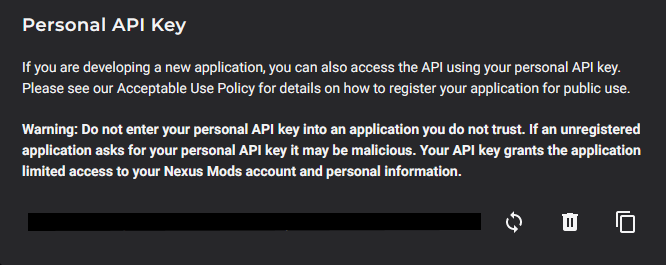 Personal API Key
If you are developing a new application, you can also access the API using your personal API key.
Please see our Acceptable Use Policy for details on how to register your application for public use.
Warning: Do not enter your personal API key into an application you do not trust. If an unregistered
application asks for your personal API key it may be malicious. Your API key grants the application
limited access to your Nexus Mods account and personal information.